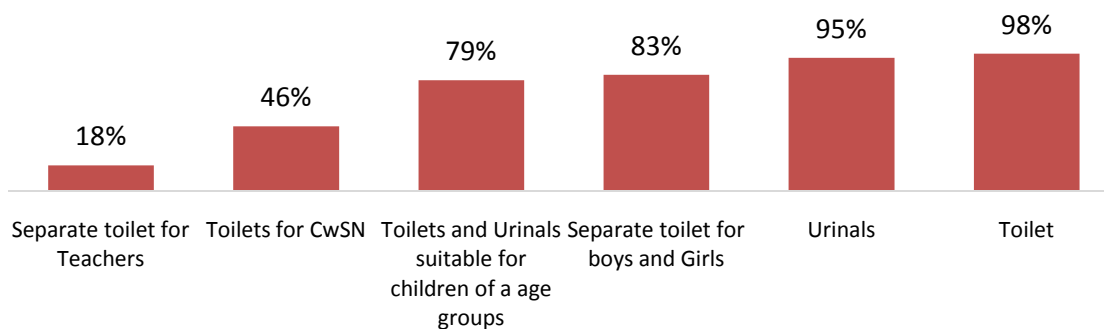 18%
46%
79%
83%
95%
98%
Separate toilet for
Teachers
Toilets for CwSN
Toilets and Urinals
suitable for
children of a age
groups
Separate toilet for
boys and Girls
Urinals
Toilet